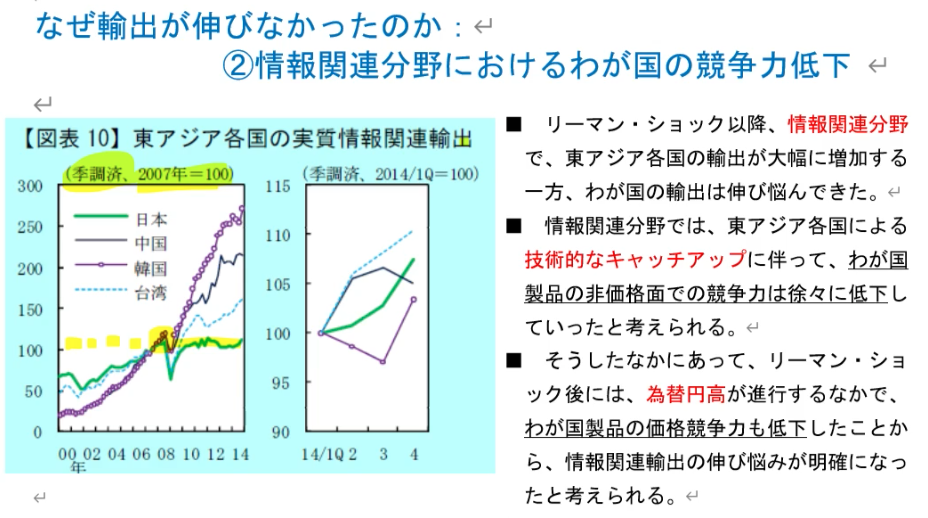 なぜ輸出が伸びなかったのか：
②情報関連分野におけるわが国の競争力低下
【図表 10】東アジア各国の実質情報関連輸出
(季調済、2007年＝100)
300
250
200
150
100
50
0
日本
中国
韓国
台湾
00 02 04 06 08 10 12 14
年
(季調済、2014/1Q＝100)
115
110
105
100
95
90
14/1Q 2 3 4
■ リーマン・ショック以降、情報関連分野
で、東アジア各国の輸出が大幅に増加する
一方、わが国の輸出は伸び悩んできた。
■ 情報関連分野では、東アジア各国による
技術的なキャッチアップに伴って、わが国
製品の非価格面での競争力は徐々に低下し
ていったと考えられる。
■ そうしたなかにあって、リーマン・ショ
ック後には、為替円高が進行するなかで、
わが国製品の価格競争力も低下したことか
ら、情報関連輸出の伸び悩みが明確になっ
たと考えられる。